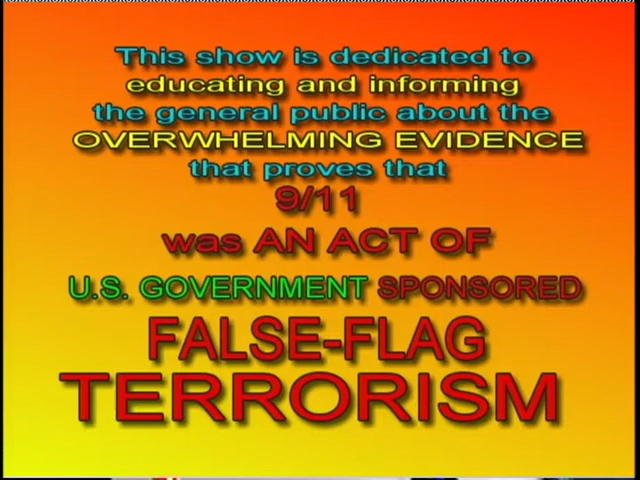 This show is dedicated to
educating and informing
the general public about the
OVERWHELMING EVIDENCE
that proves that
9/11
was AN ACT OF
U.S. GOVERNMENT SPONSORED
FALSE-FLAG
TERRORISM